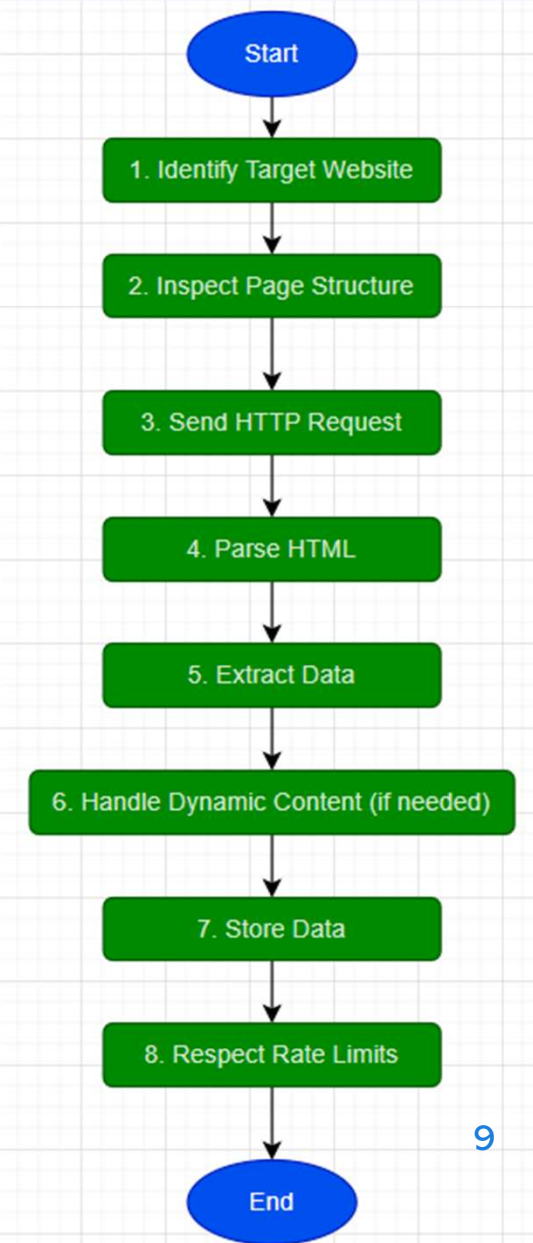 Start
1. Identify Target Website
2. Inspect Page Structure
3. Send HTTP Request
4. Parse HTML
5. Extract Data
6. Handle Dynamic Content (if needed)
7. Store Data
8. Respect Rate Limits
9
End